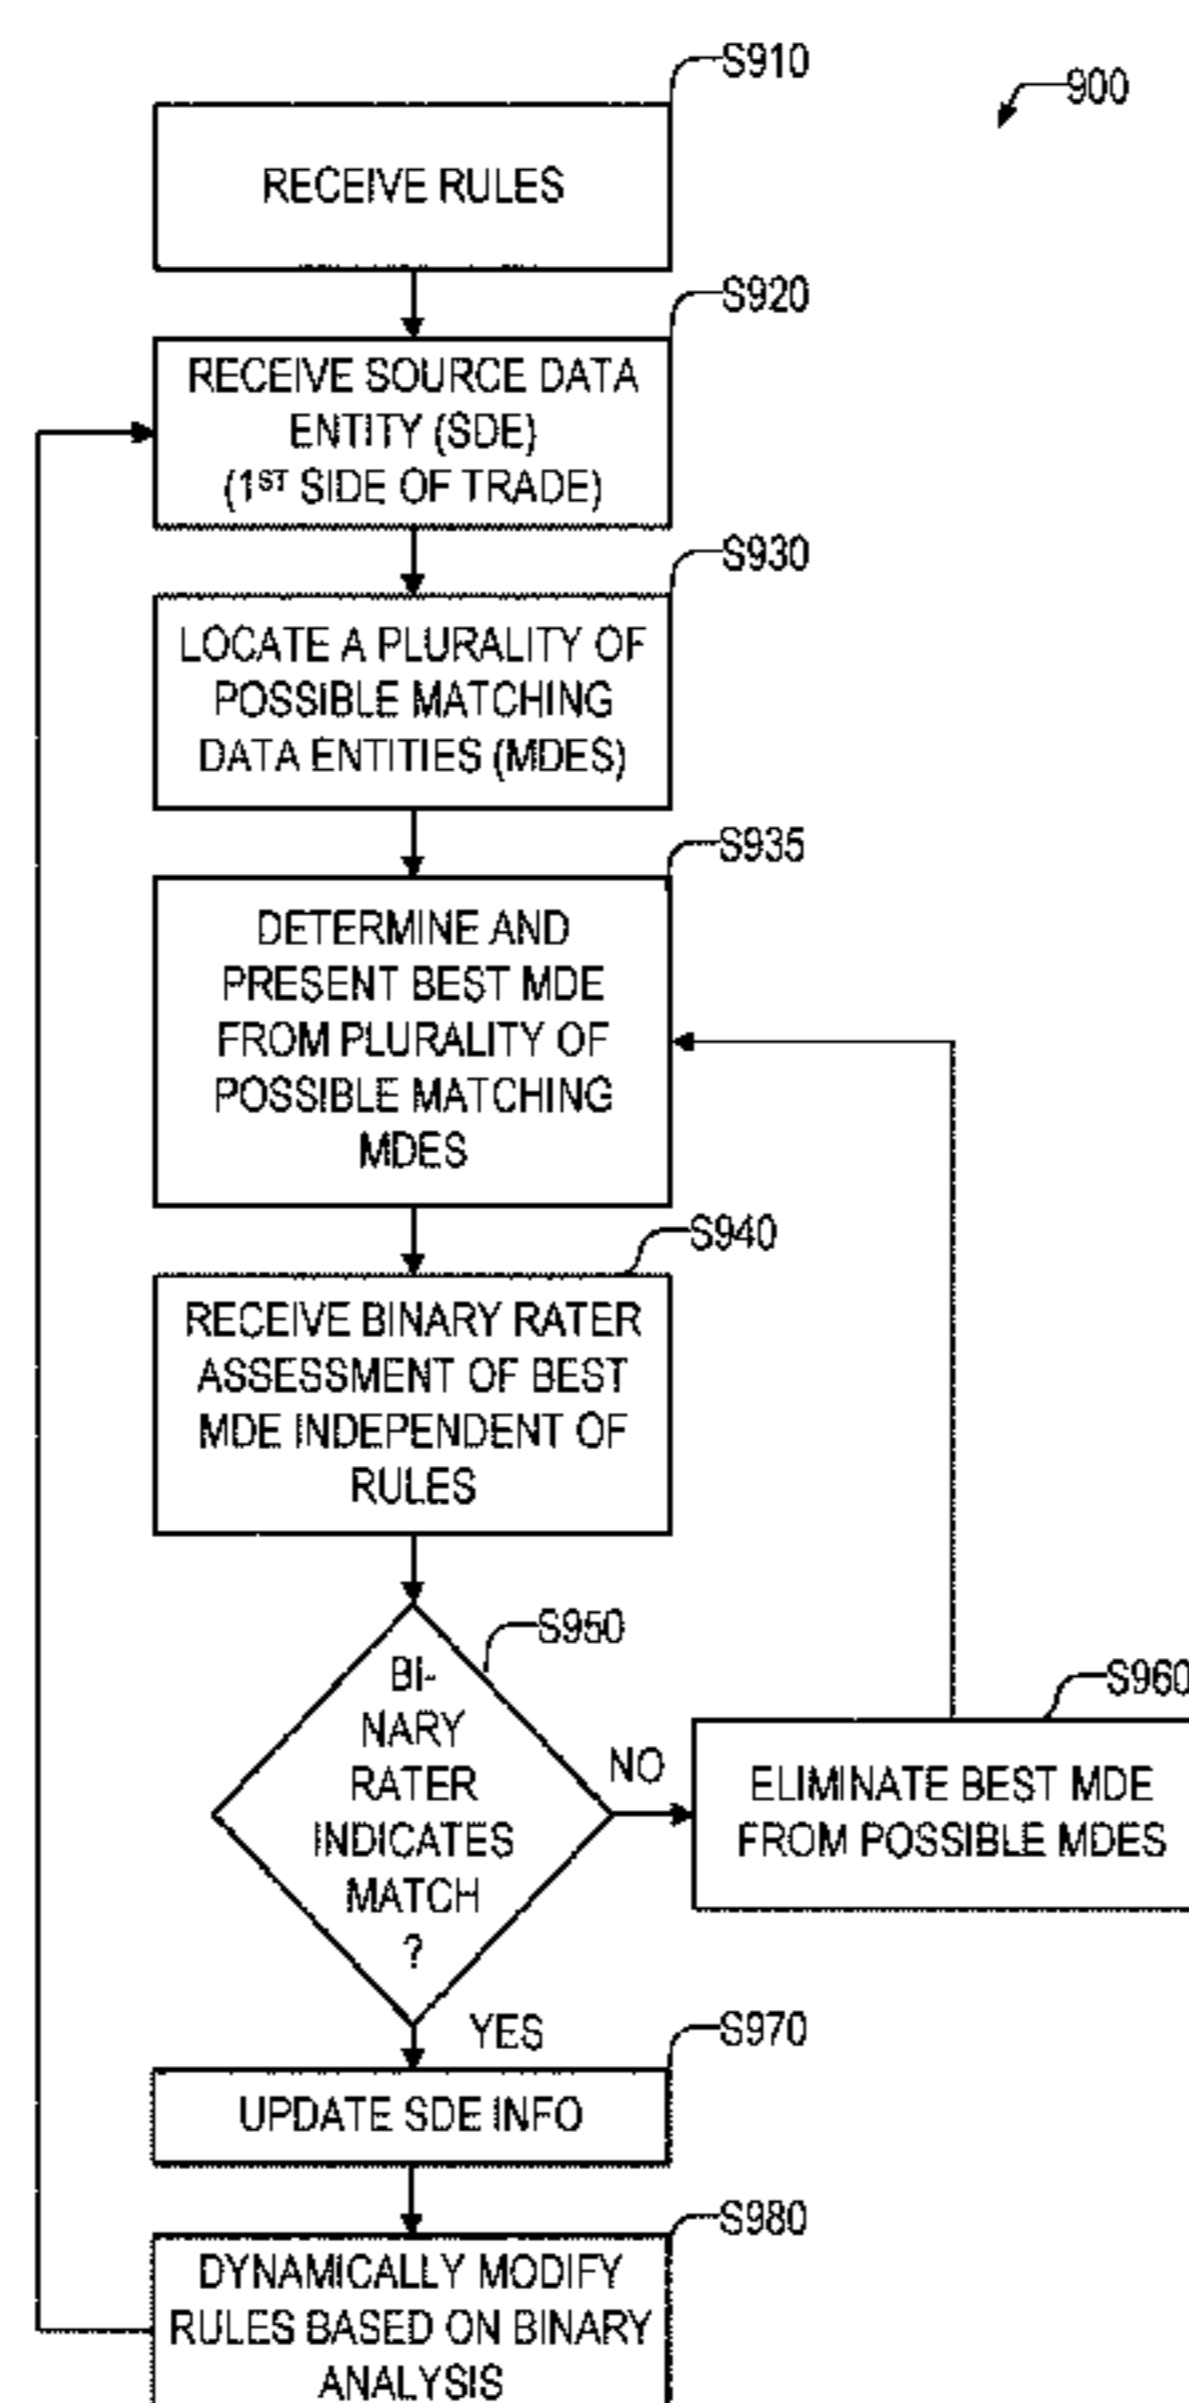 S910
900
RECEIVE RULES
S920
RECEIVE SOURCE DATA
ENTITY (SDE)
(1ST SIDE OF TRADE)
S930
LOCATE A PLURALITY OF
POSSIBLE MATCHING
DATA ENTITIES (MDES)
S935
DETERMINE AND
PRESENT BEST MDE
FROM PLURALITY OF
POSSIBLE MATCHING
MDES
S940
RECEIVE BINARY RATER
ASSESSMENT OF BEST
MDE INDEPENDENT OF
RULES
S950
BI-
NARY
RATER
INDICATES
MATCH
?
NO
S960
ELIMINATE BEST MDE
FROM POSSIBLE MDES
YES
S970
UPDATE SDE INFO
S980
DYNAMICALLY MODIFY
RULES BASED ON BINARY
ANALYSIS